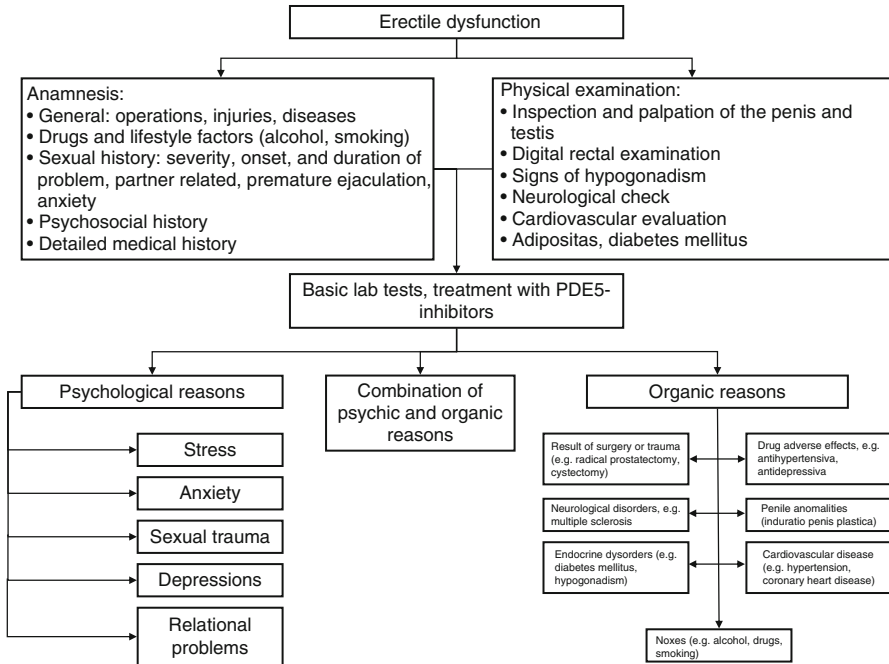 Erectile dysfunction
Anamnesis:
• General: operations, injuries, diseases
• Drugs and lifestyle factors (alcohol, smoking)
• Sexual history: severity, onset, and duration of
problem, partner related, premature ejaculation,
anxiety
• Psychosocial history
• Detailed medical history
Physical examination:
• Inspection and palpation of the penis and
testis
• Digital rectal examination
• Signs of hypogonadism
• Neurological check
• Cardiovascular evaluation
• Adipositas, diabetes mellitus
Basic lab tests, treatment with PDE5-
inhibitors
Psychological reasons
Stress
Anxiety
Sexual trauma
Depressions
Relational
problems
Combination of
psychic and organic
reasons
Organic reasons
Result of surgery or trauma
(e.g. radical prostatectomy,
cystectomy)
Drug adverse effects, e.g.
antihypertensiva,
antidepressiva
Neurological disorders, e.g.
multiple sclerosis
Penile anomalities
(induratio penis plastica)
Endocrine dysorders (e.g.
diabetes mellitus,
hypogonadism)
Cardiovascular disease
(e.g. hypertension,
coronary heart disease)
Noxes (e.g. alcohol, drugs,
smoking)